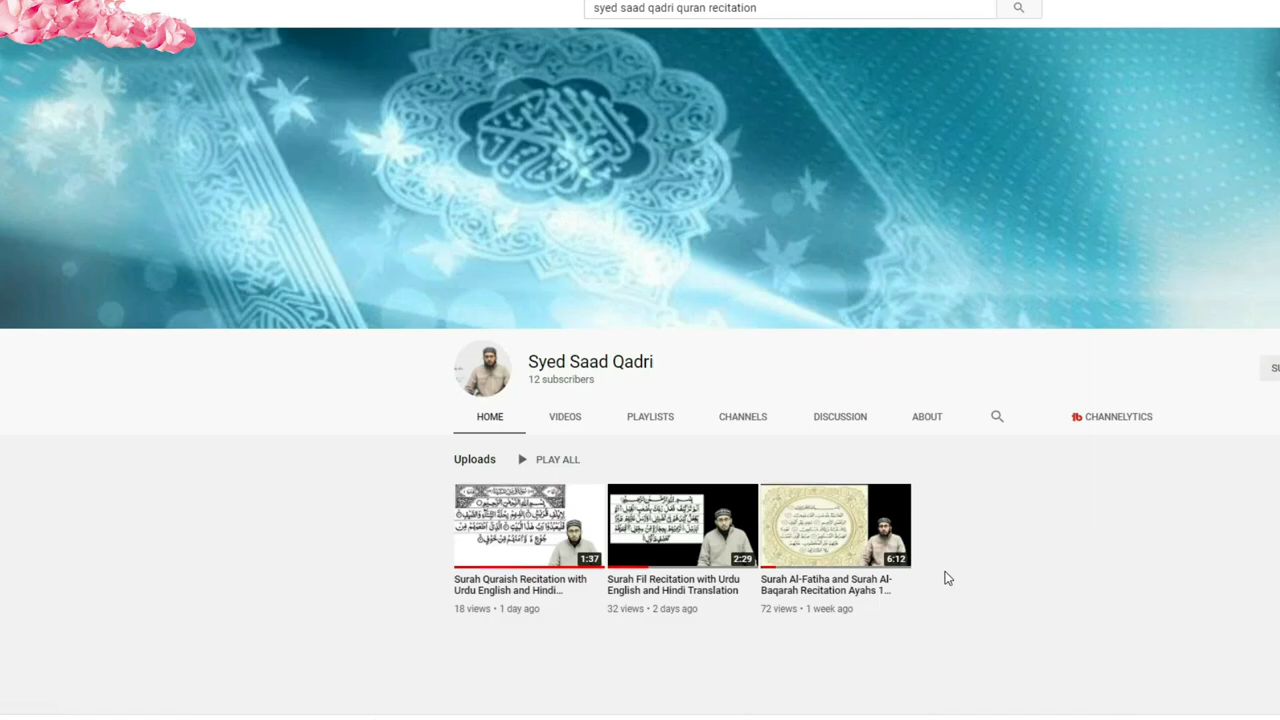 syed saad qadri quran recitation
Syed Saad Qadri
12 subscribers
SU
HOME VIDEOS PLAYLISTS CHANNELS DISCUSSION ABOUT CHANNELYTICS
Uploads PLAY ALL
1:37 2:29 6:12
Surah Quraish Recitation with
Urdu English and Hindi...
18 views • 1 day ago
Surah Fil Recitation with Urdu
English and Hindi Translation
32 views • 2 days ago
Surah Al-Fatiha and Surah Al-
Baqarah Recitation Ayahs 1...
72 views • 1 week ago